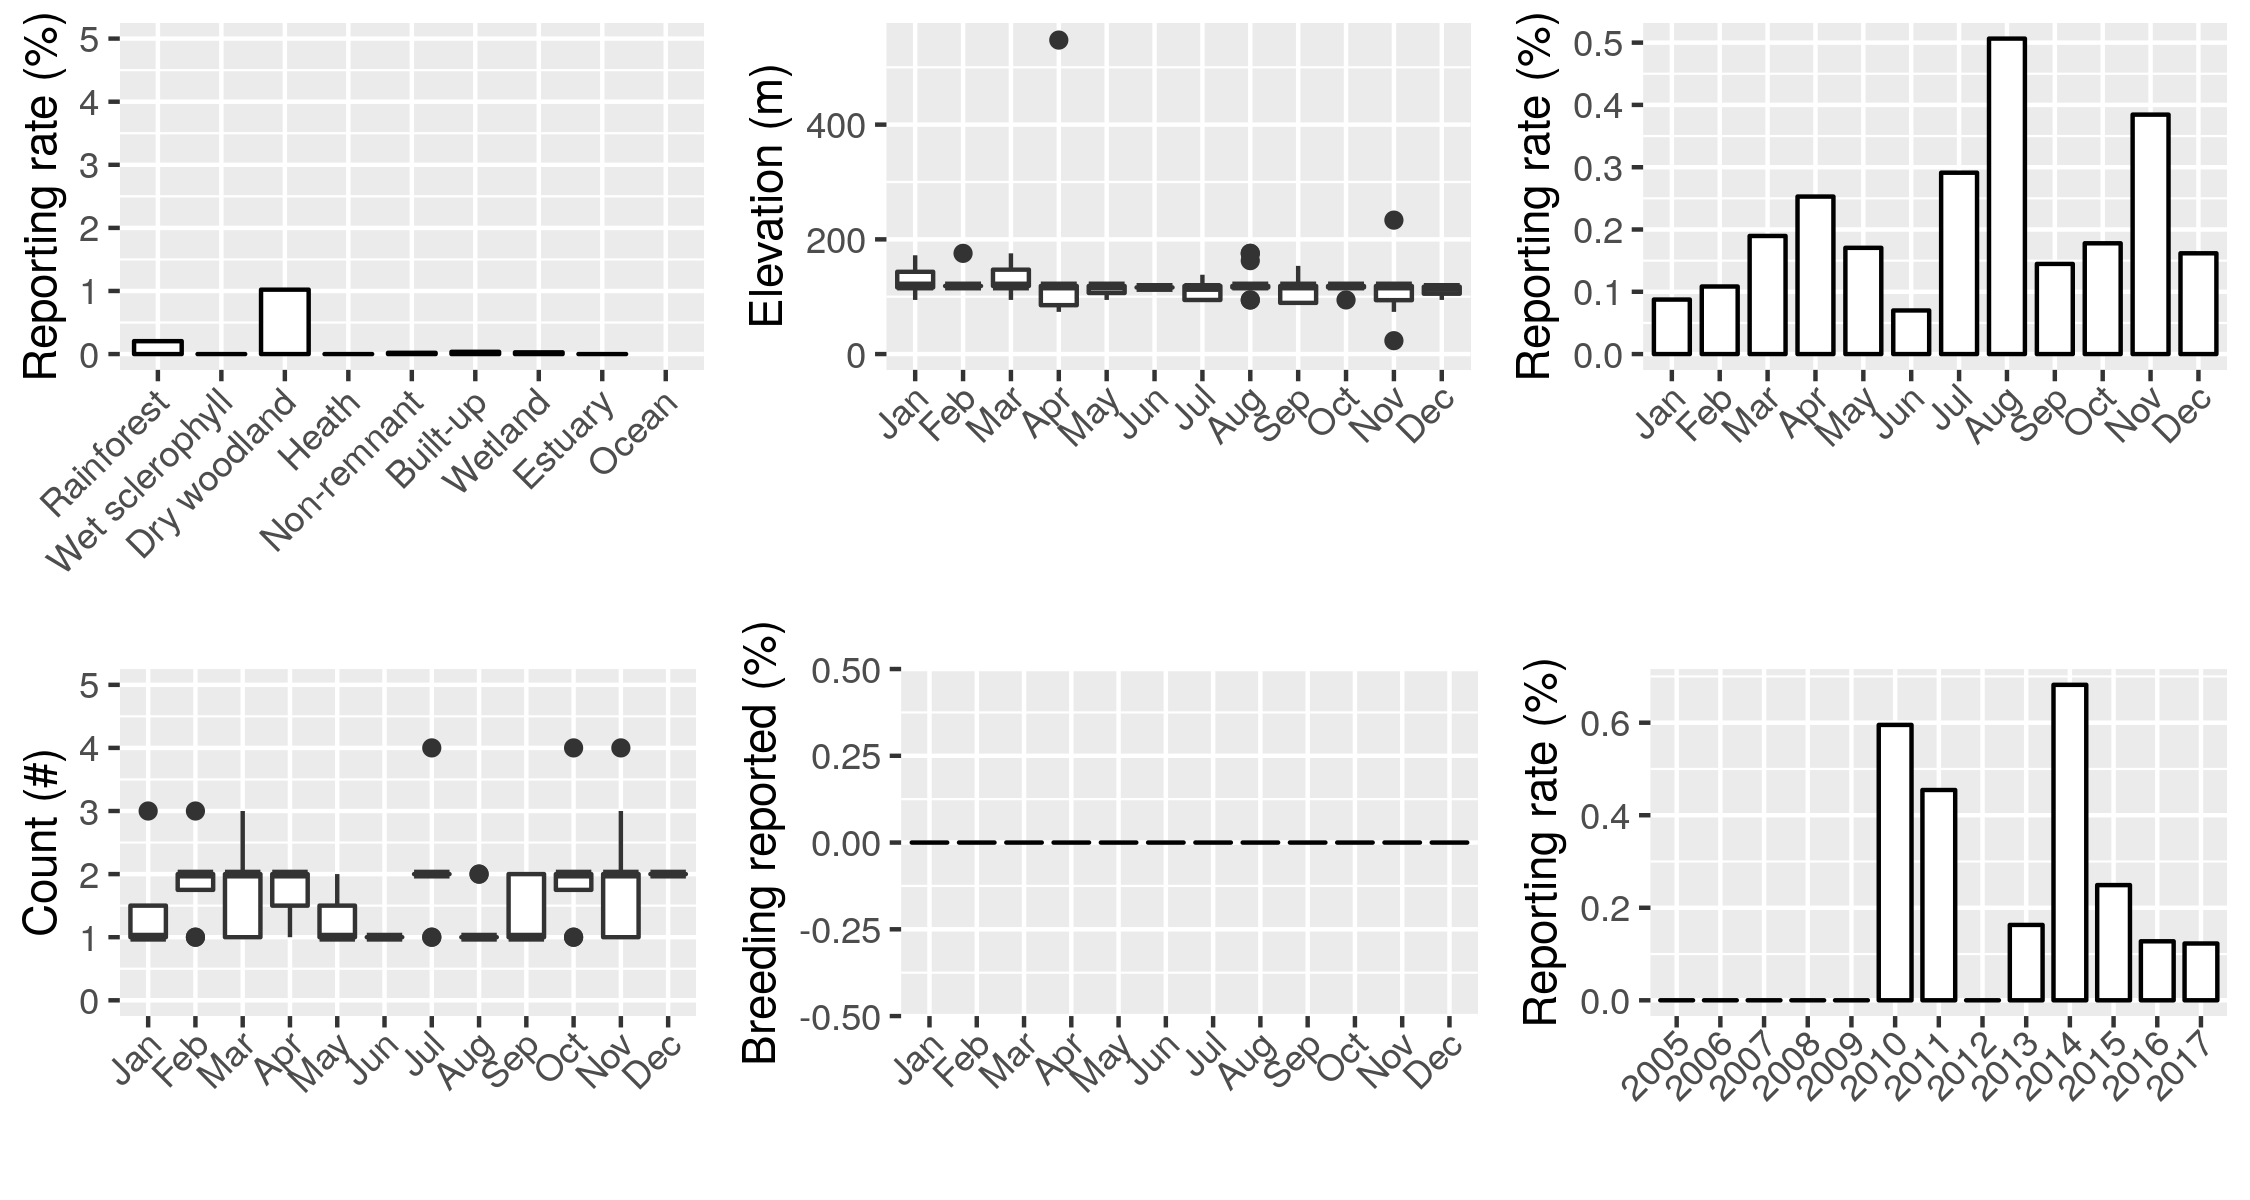 Reporting rate (%)
5
4
3
2
1
0
Rainforest
Wet sclerophyll
Dry woodland
Heath
Non-remnant
Built-up
Wetland
Estuary
Ocean
Elevation (m)
400
200
0
Jan
Feb
Mar
Apr
May
Jun
Jul
Aug
Sep
Oct
Nov
Dec
Reporting rate (%)
0.5
0.4
0.3
0.2
0.1
0.0
Jan
Feb
Mar
Apr
May
Jun
Jul
Aug
Sep
Oct
Nov
Dec
Count (#)
5
4
3
2
1
0
Jan
Feb
Mar
Apr
May
Jun
Jul
Aug
Sep
Oct
Nov
Dec
Breeding reported (%)
0.50
0.25
0.00
-0.25
-0.50
Jan
Feb
Mar
Apr
May
Jun
Jul
Aug
Sep
Oct
Nov
Dec
Reporting rate (%)
0.6
0.4
0.2
0.0
2005
2006
2007
2008
2009
2010
2011
2012
2013
2014
2015
2016
2017